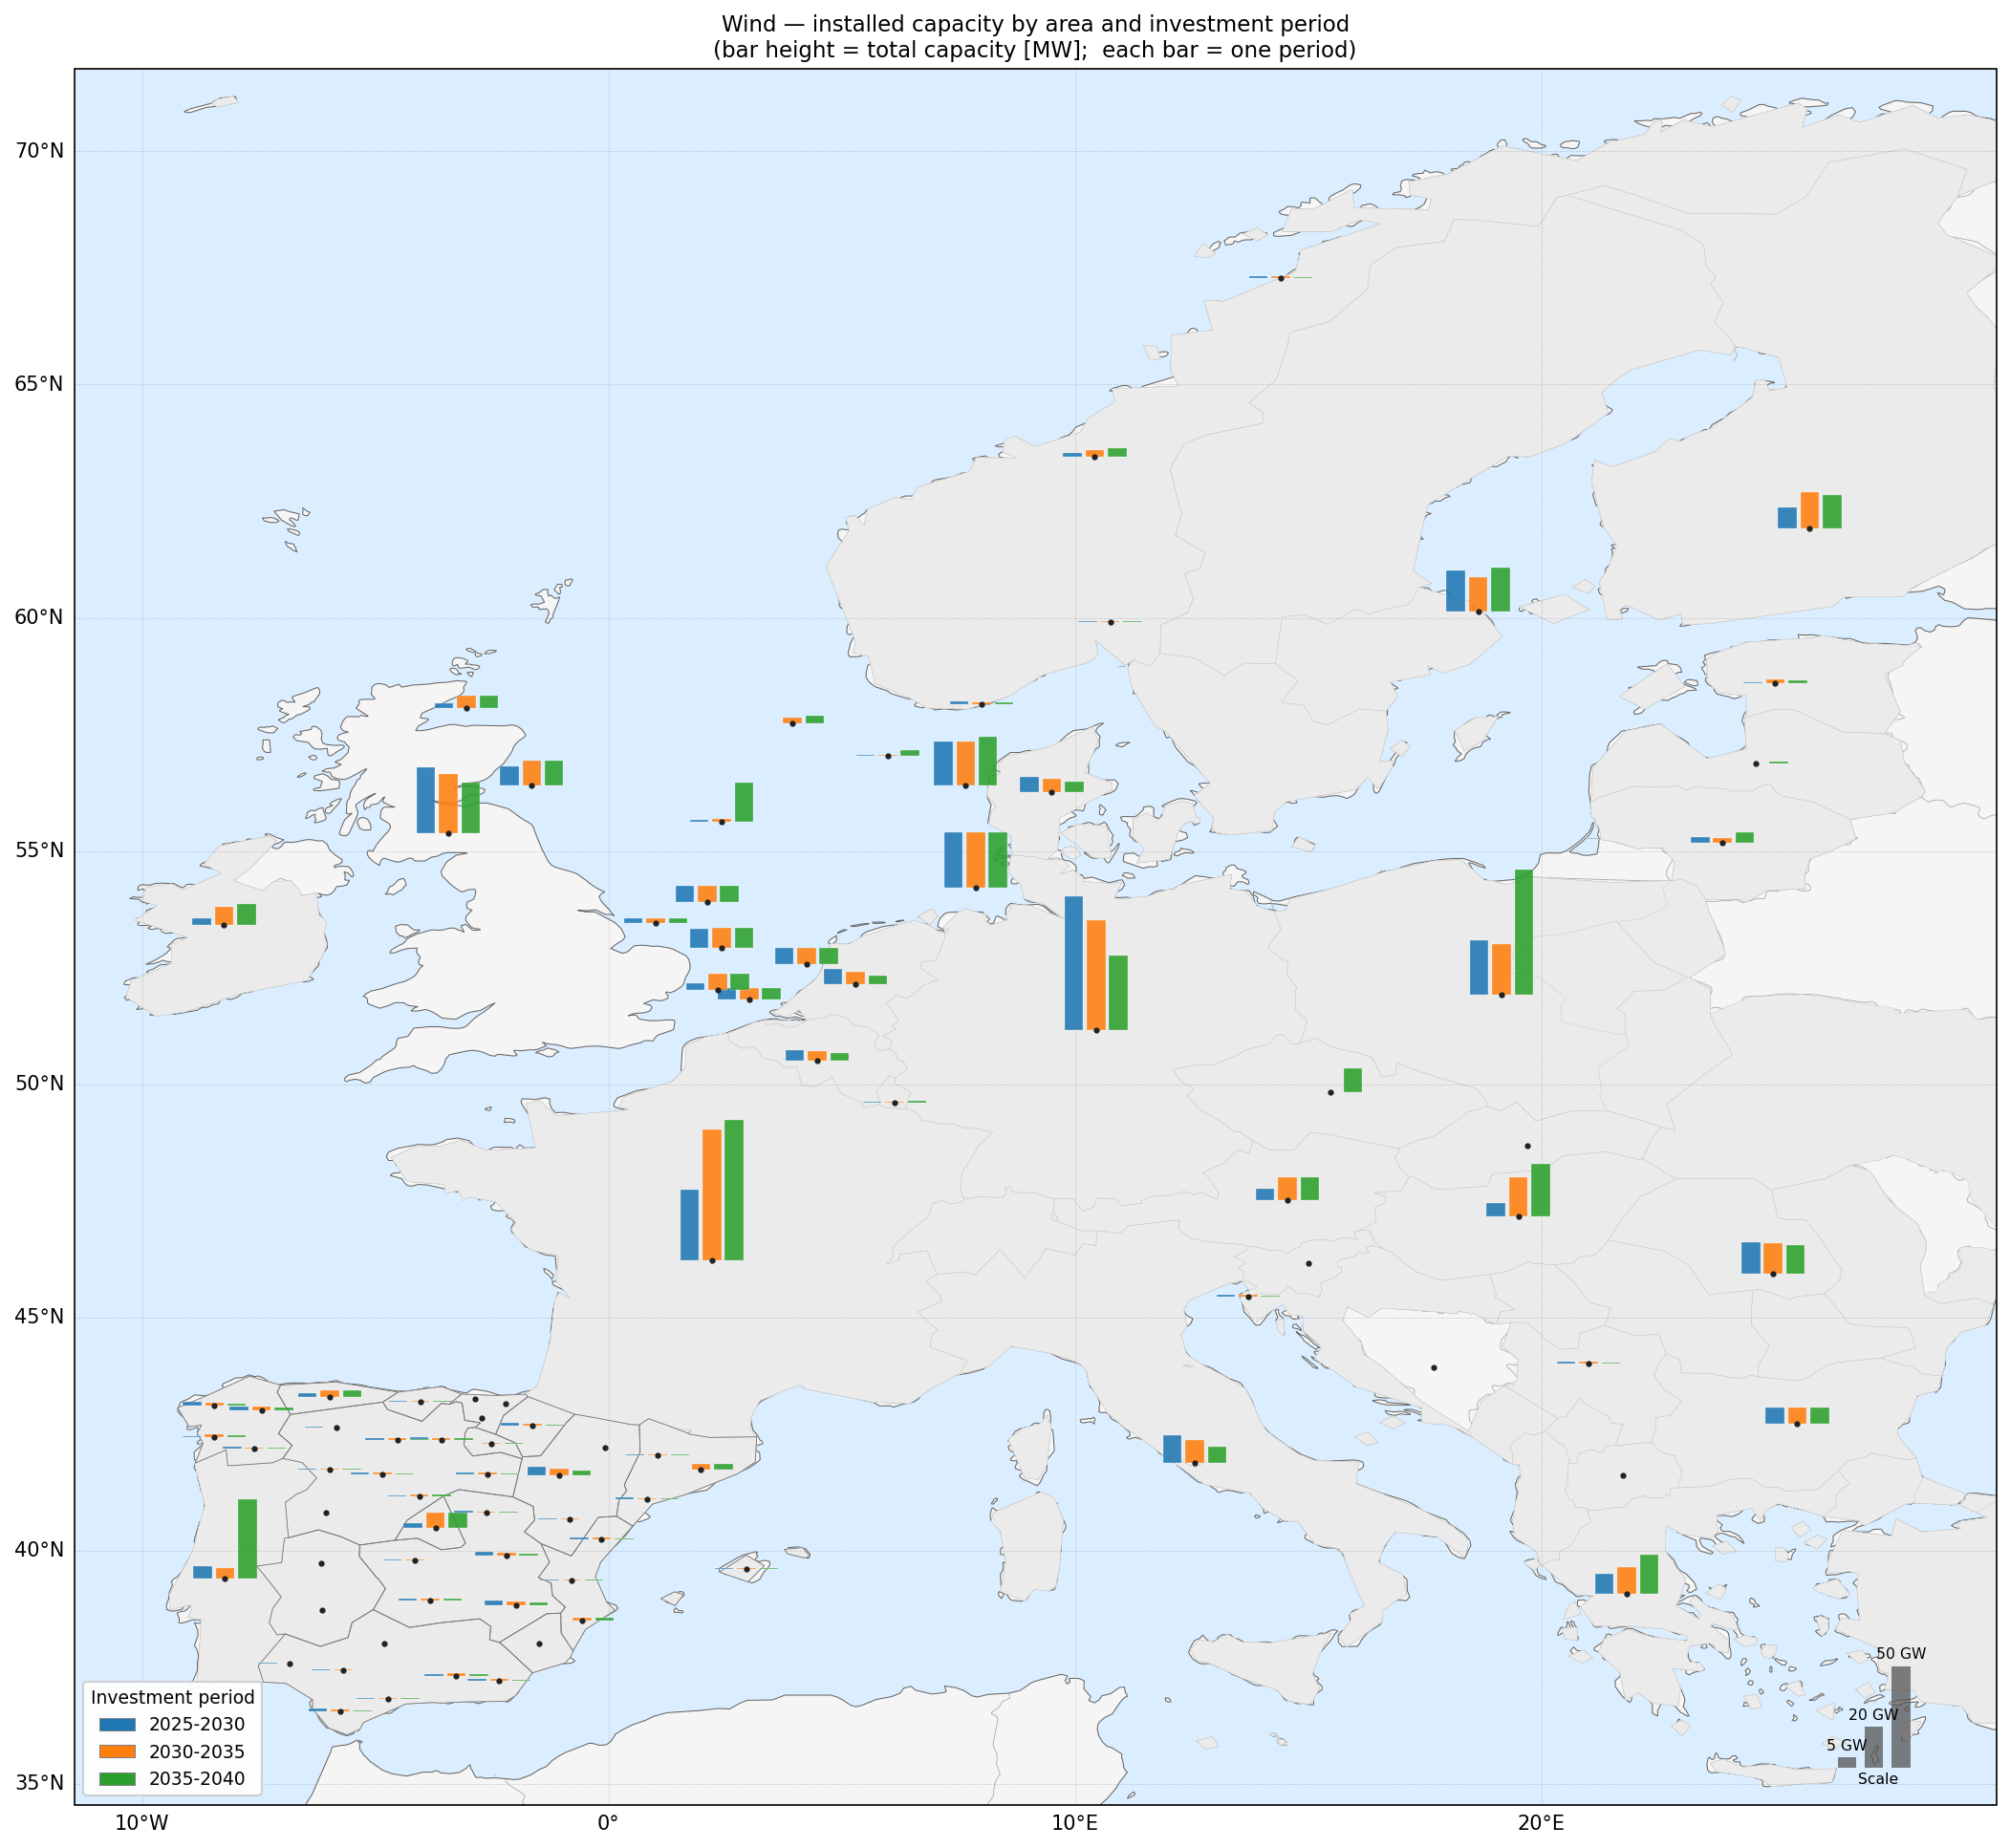 Wind — installed capacity by area and investment period
(bar height = total capacity [MW];  each bar = one period)
70°N
65°N
60°N
55°N
50°N
45°N
40°N
35°N
50 GW
20 GW
5 GW
Scale
Investment period
2025-2030
2030-2035
2035-2040
10°W
0°
10°E
20°E